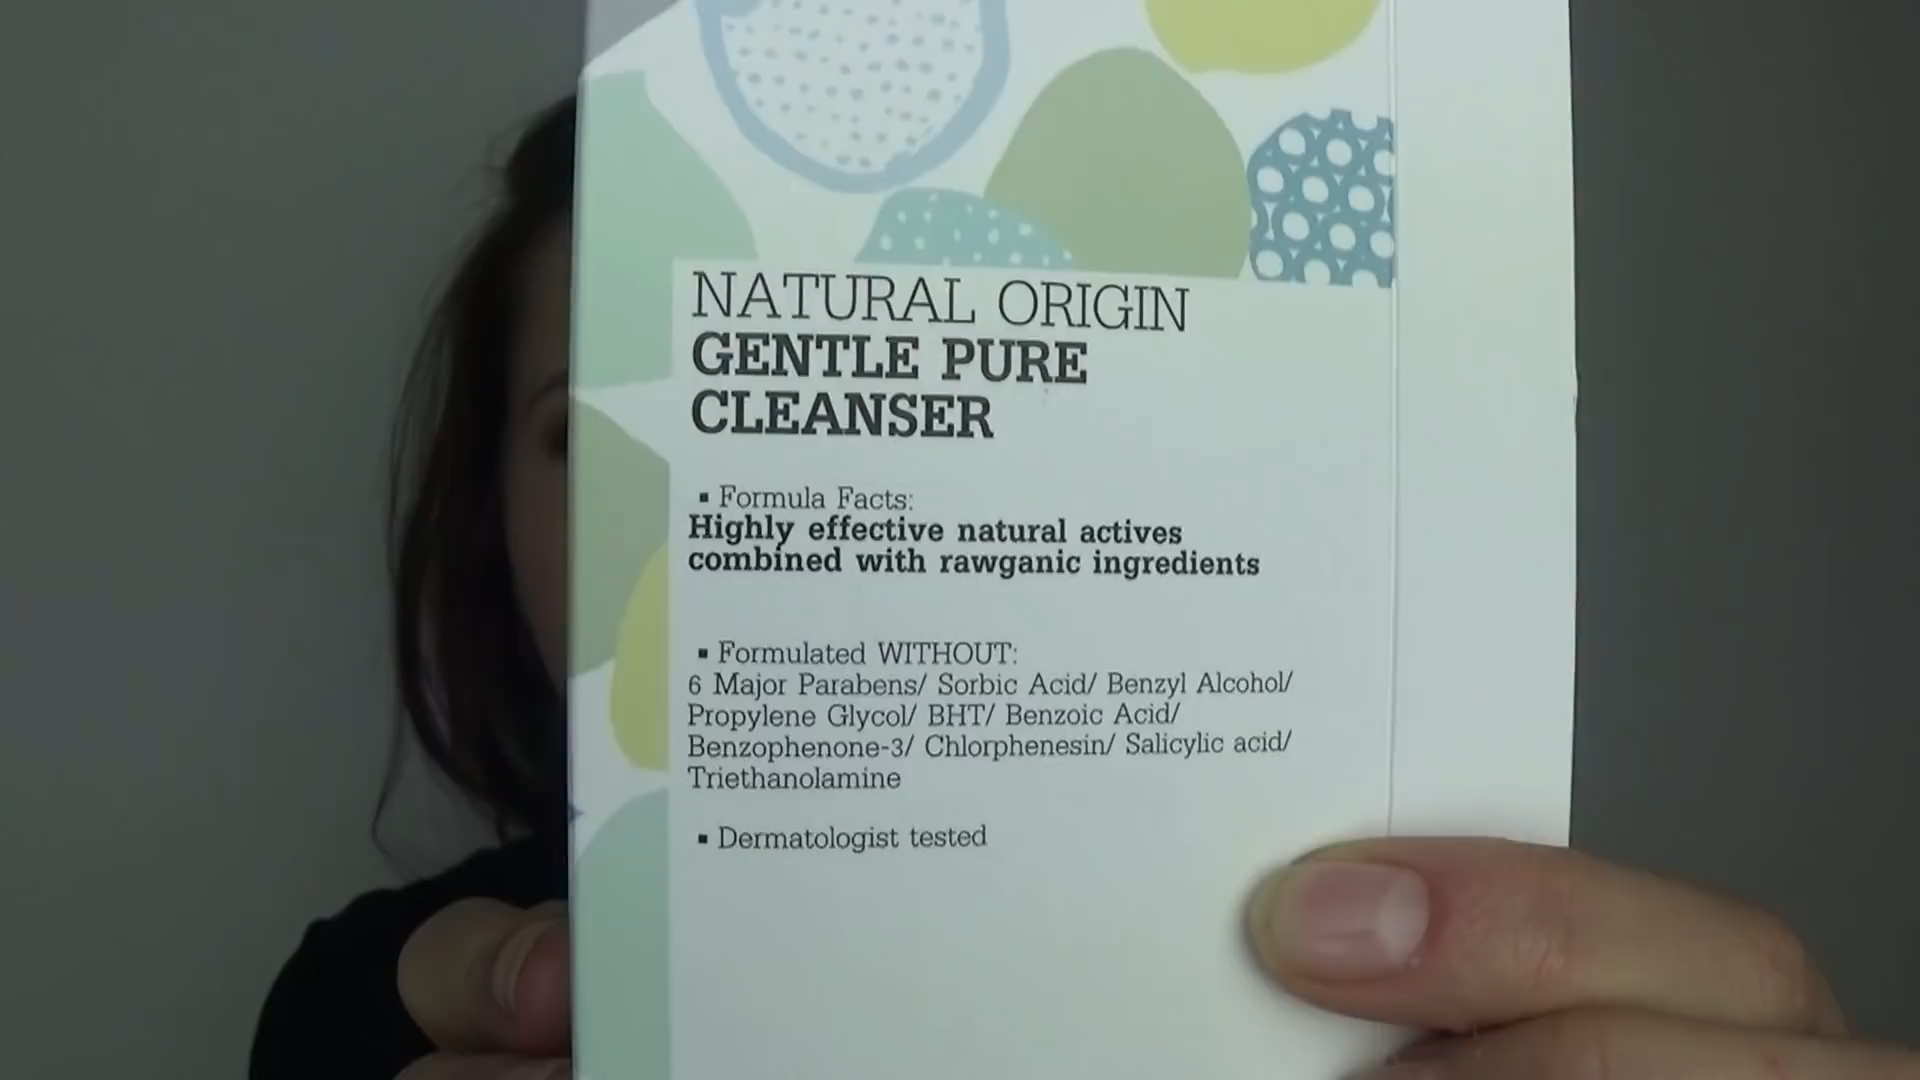 NATURAL ORIGIN
GENTLE PURE
CLEANSER
▪ Formula Facts:
Highly effective natural actives
combined with rawganic ingredients
▪ Formulated WITHOUT:
6 Major Parabens/ Sorbic Acid/ Benzyl Alcohol/
Propylene Glycol/ BHT/ Benzoic Acid/
Benzophenone-3/ Chlorphenesin/ Salicylic acid/
Triethanolamine
▪ Dermatologist tested